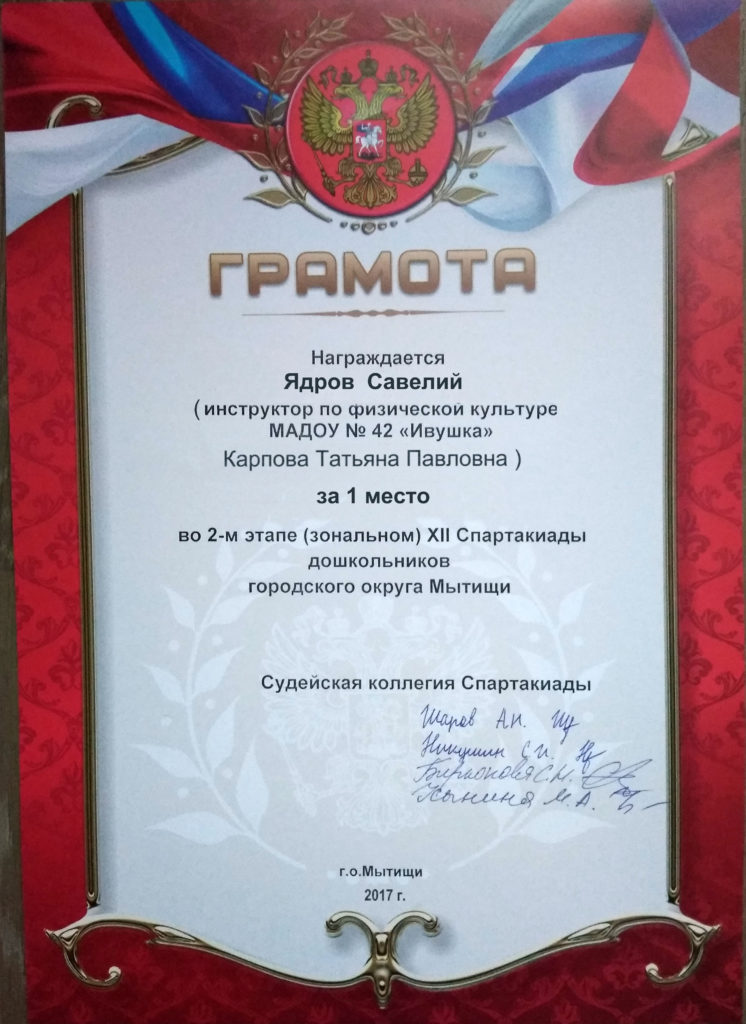 ГРАМОТА
Награждается
Ядров Савелий
( инструктор по физической культуре
МАДОУ № 42 «Ивушка»
Карпова Татьяна Павловна )
за 1 место
во 2-м этапе (зональном) XII Спартакиады
дошкольников
городского округа Мытищи
Судейская коллегия Спартакиады
Шаров А.Н.
С.И.
С.Н.
М.А.
г.о.Мытищи
2017 г.